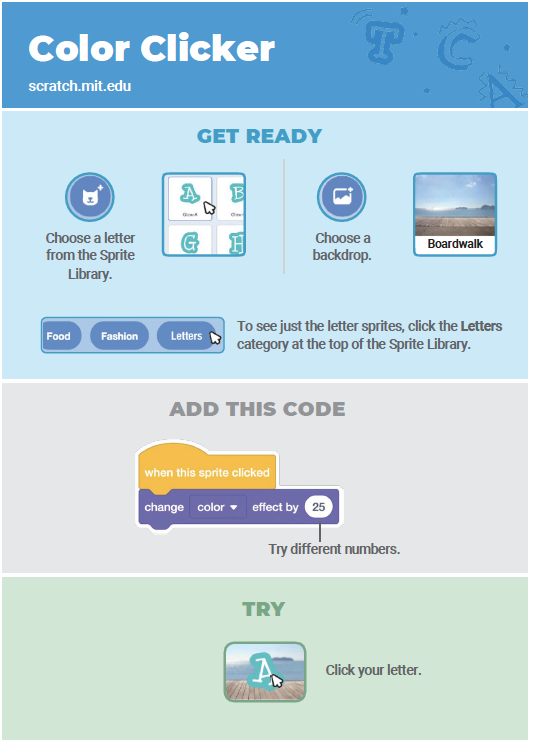 Color Clicker
scratch.mit.edu
T C A
GET READY
Choose a letter
from the Sprite
Library.
A B
G H
Choose a
backdrop.
Boardwalk
Food Fashion Letters
To see just the letter sprites, click the Letters
category at the top of the Sprite Library.
ADD THIS CODE
when this sprite clicked
change color effect by 25
Try different numbers.
TRY
A
Click your letter.